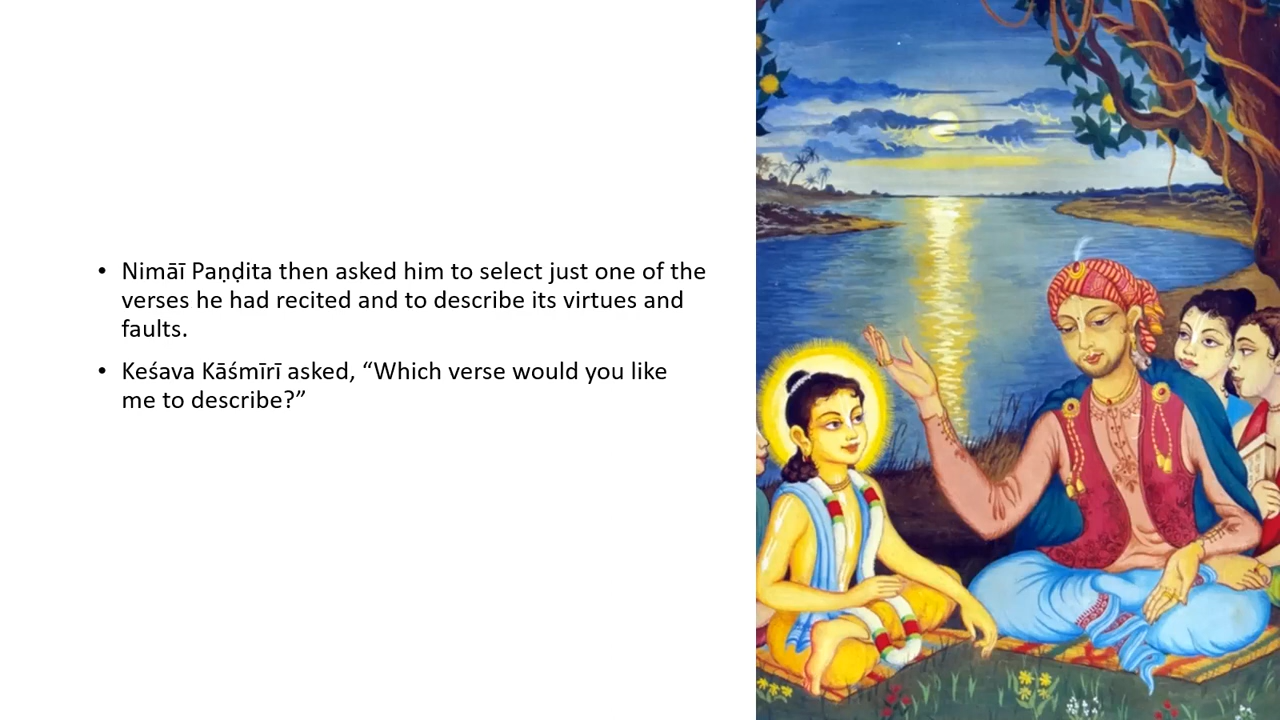 • Nimāī Paṇḍita then asked him to select just one of the
verses he had recited and to describe its virtues and
faults.
• Keśava Kāśmīrī asked, “Which verse would you like
me to describe?”